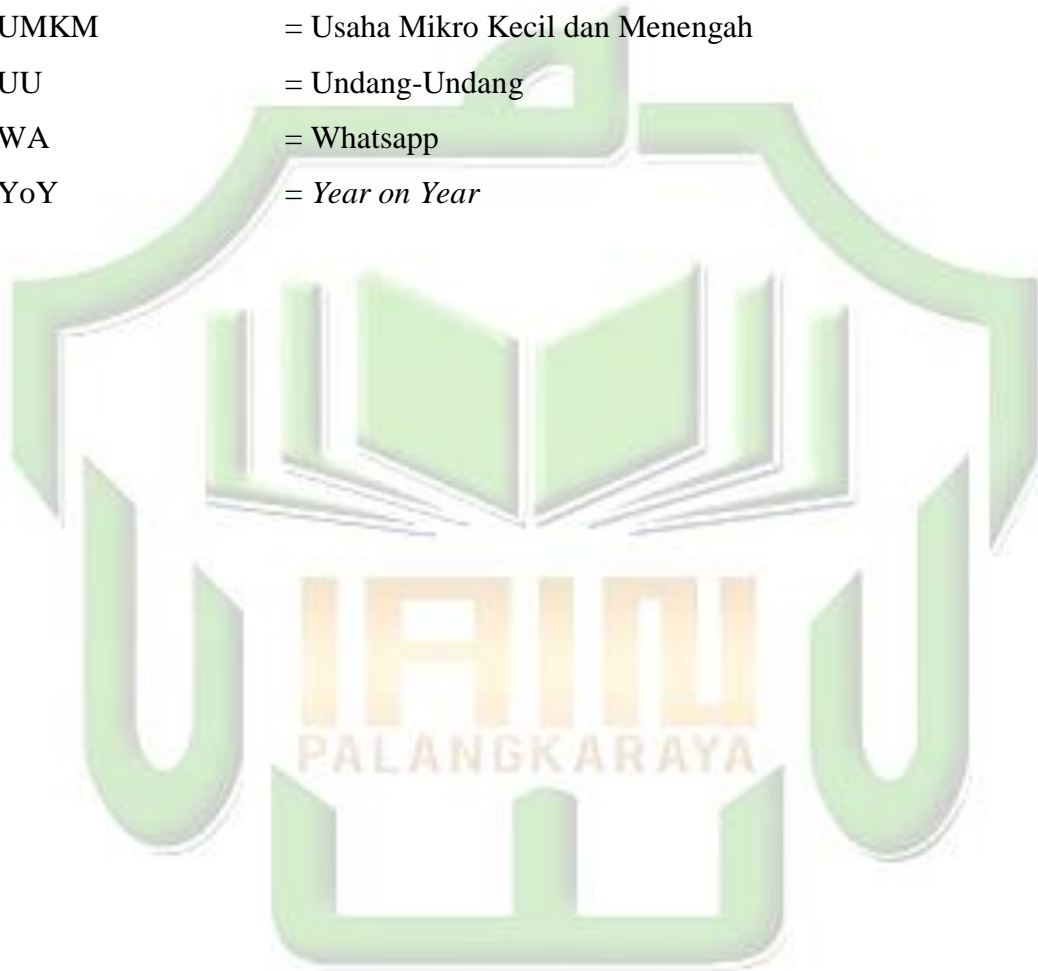 UMKM = Usaha Mikro Kecil dan Menengah
UU = Undang-Undang
WA = Whatsapp
YoY = Year on Year
IAIN
PALANGKARAYA